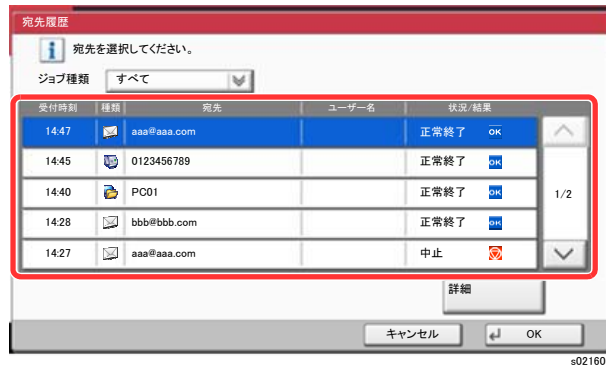 宛先履歴
宛先を選択してください。
ジョブ種類 すべて
受付時刻 種類 宛先 ユーザー名 状況/結果
14:47 aaa@aaa.com 正常終了 OK
14:45 0123456789 正常終了 OK
14:40 PC01 正常終了 OK
1/2
14:28 bbb@bbb.com 正常終了 OK
14:27 aaa@aaa.com 中止
詳細
キャンセル OK
s02160